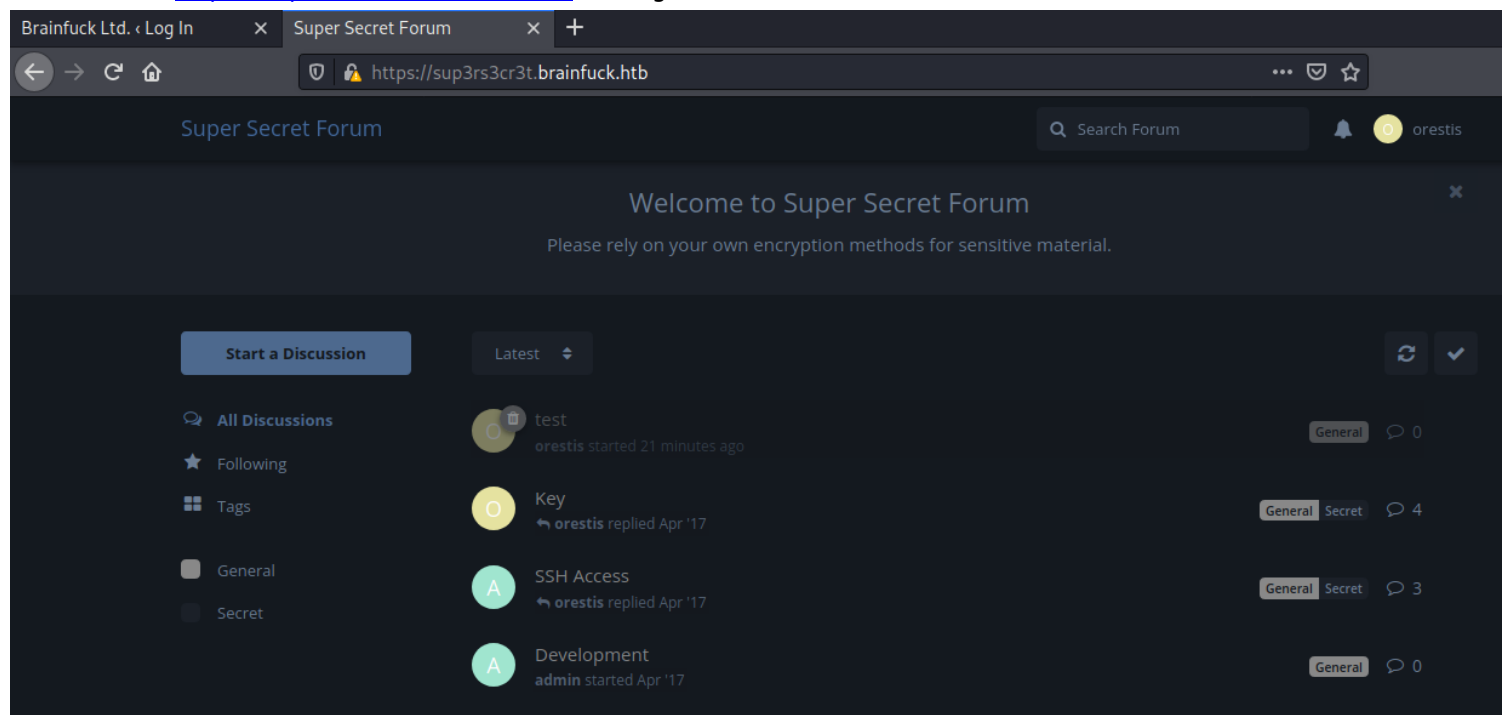 Brainfuck Ltd. ‹ Log In × Super Secret Forum × +
https://sup3rs3cr3t.brainfuck.htb
Super Secret Forum Search Forum O orestis
Welcome to Super Secret Forum
Please rely on your own encryption methods for sensitive material.
Start a Discussion Latest
All Discussions
Following
Tags
General
Secret
O test General 0
orestis started 21 minutes ago
O Key General Secret 4
orestis replied Apr '17
A SSH Access General Secret 3
orestis replied Apr '17
A Development General 0
admin started Apr '17